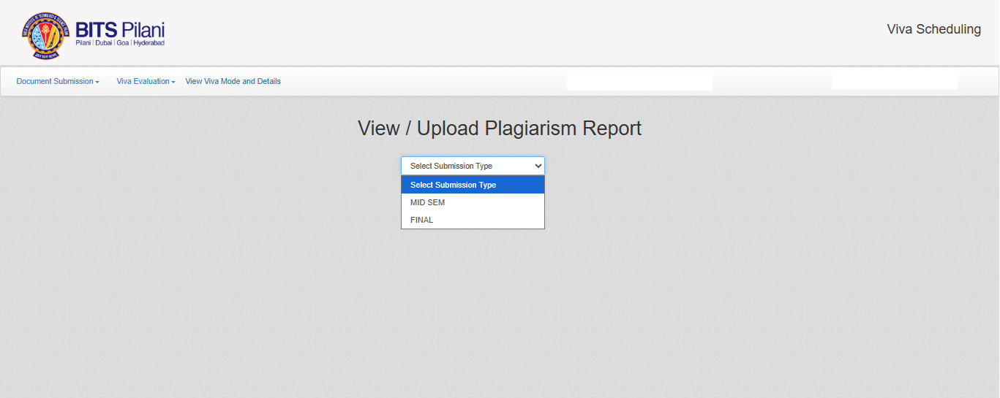 BITS Pilani
Pilani | Dubai | Goa | Hyderabad
Viva Scheduling
Document Submission
Viva Evaluation
View Viva Mode and Details
View / Upload Plagiarism Report
Select Submission Type
Select Submission Type
MID SEM
FINAL